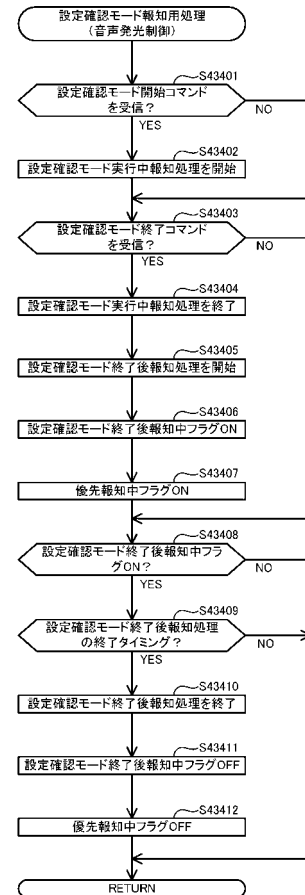 設定確認モード報知用処理
(音声発光制御)
S43401
設定確認モード開始コマンド
を受信?
NO
YES
S43402
設定確認モード実行中報知処理を開始
S43403
設定確認モード終了コマンド
を受信?
NO
YES
S43404
設定確認モード実行中報知処理を終了
S43405
設定確認モード終了後報知処理を開始
S43406
設定確認モード終了後報知中フラグON
S43407
優先報知中フラグON
S43408
設定確認モード終了後報知中フラ
グON?
NO
YES
S43409
設定確認モード終了後報知処理
の終了タイミング?
NO
YES
S43410
設定確認モード終了後報知処理を終了
S43411
設定確認モード終了後報知中フラグOFF
S43412
優先報知中フラグOFF
RETURN